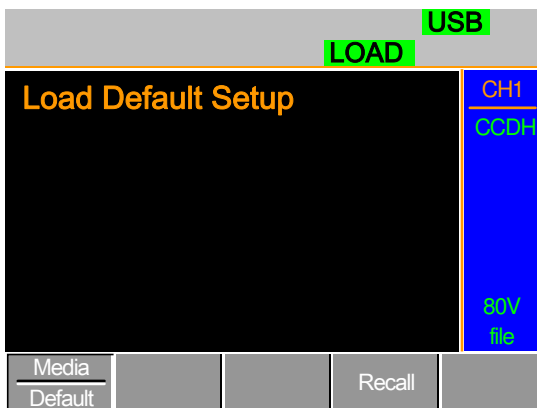 USB
LOAD
Load Default Setup
CH1
CCDH
80V
file
Media
Default
Recall